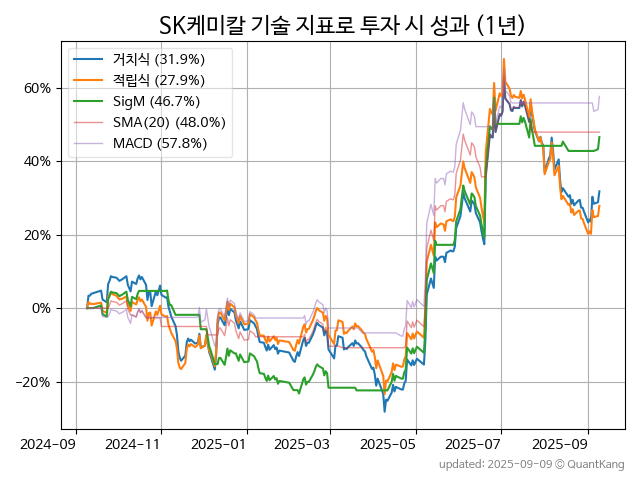 SK케미칼 기술 지표로 투자 시 성과 (1년)
거치식 (31.9%)
적립식 (27.9%)
SigM (46.7%)
SMA(20) (48.0%)
MACD (57.8%)
60%
40%
20%
0%
−20%
2024-09 2024-11 2025-01 2025-03 2025-05 2025-07 2025-09
updated: 2025-09-09 © QuantKang